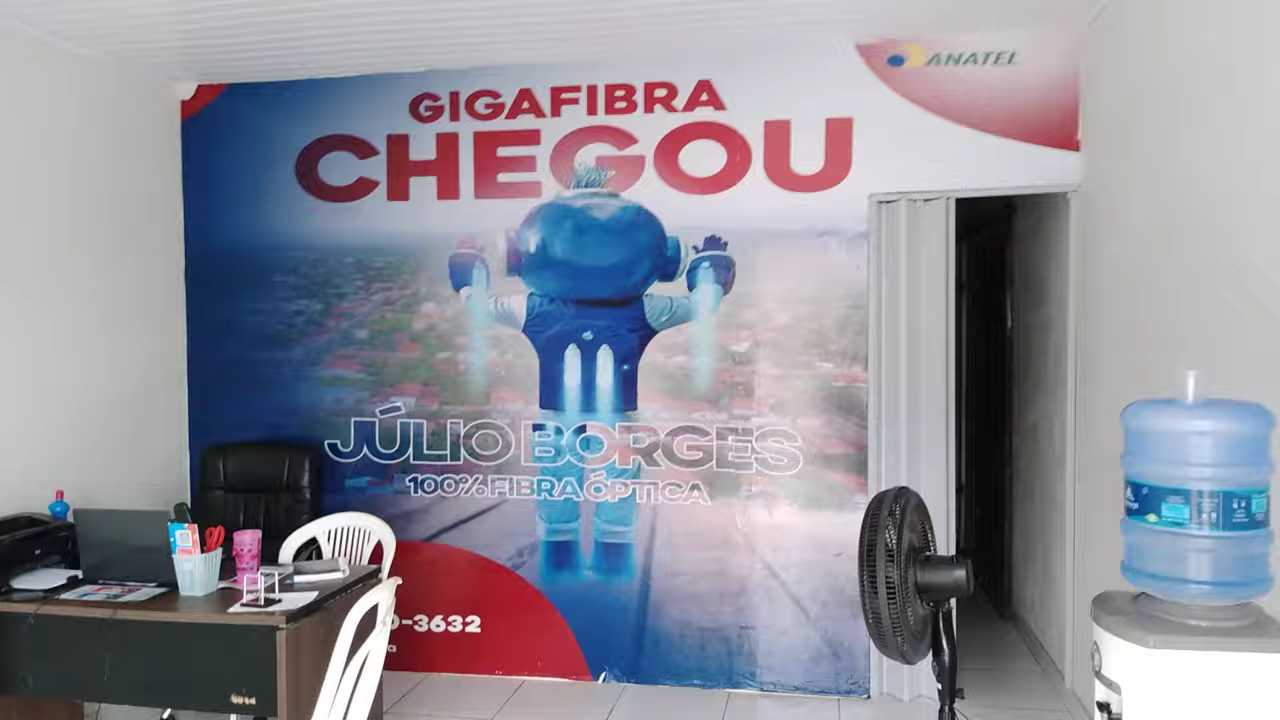 ANATEL
GIGAFIBRA
CHEGOU
JÚLIO BORGES
100% FIBRA ÓPTICA
-3632